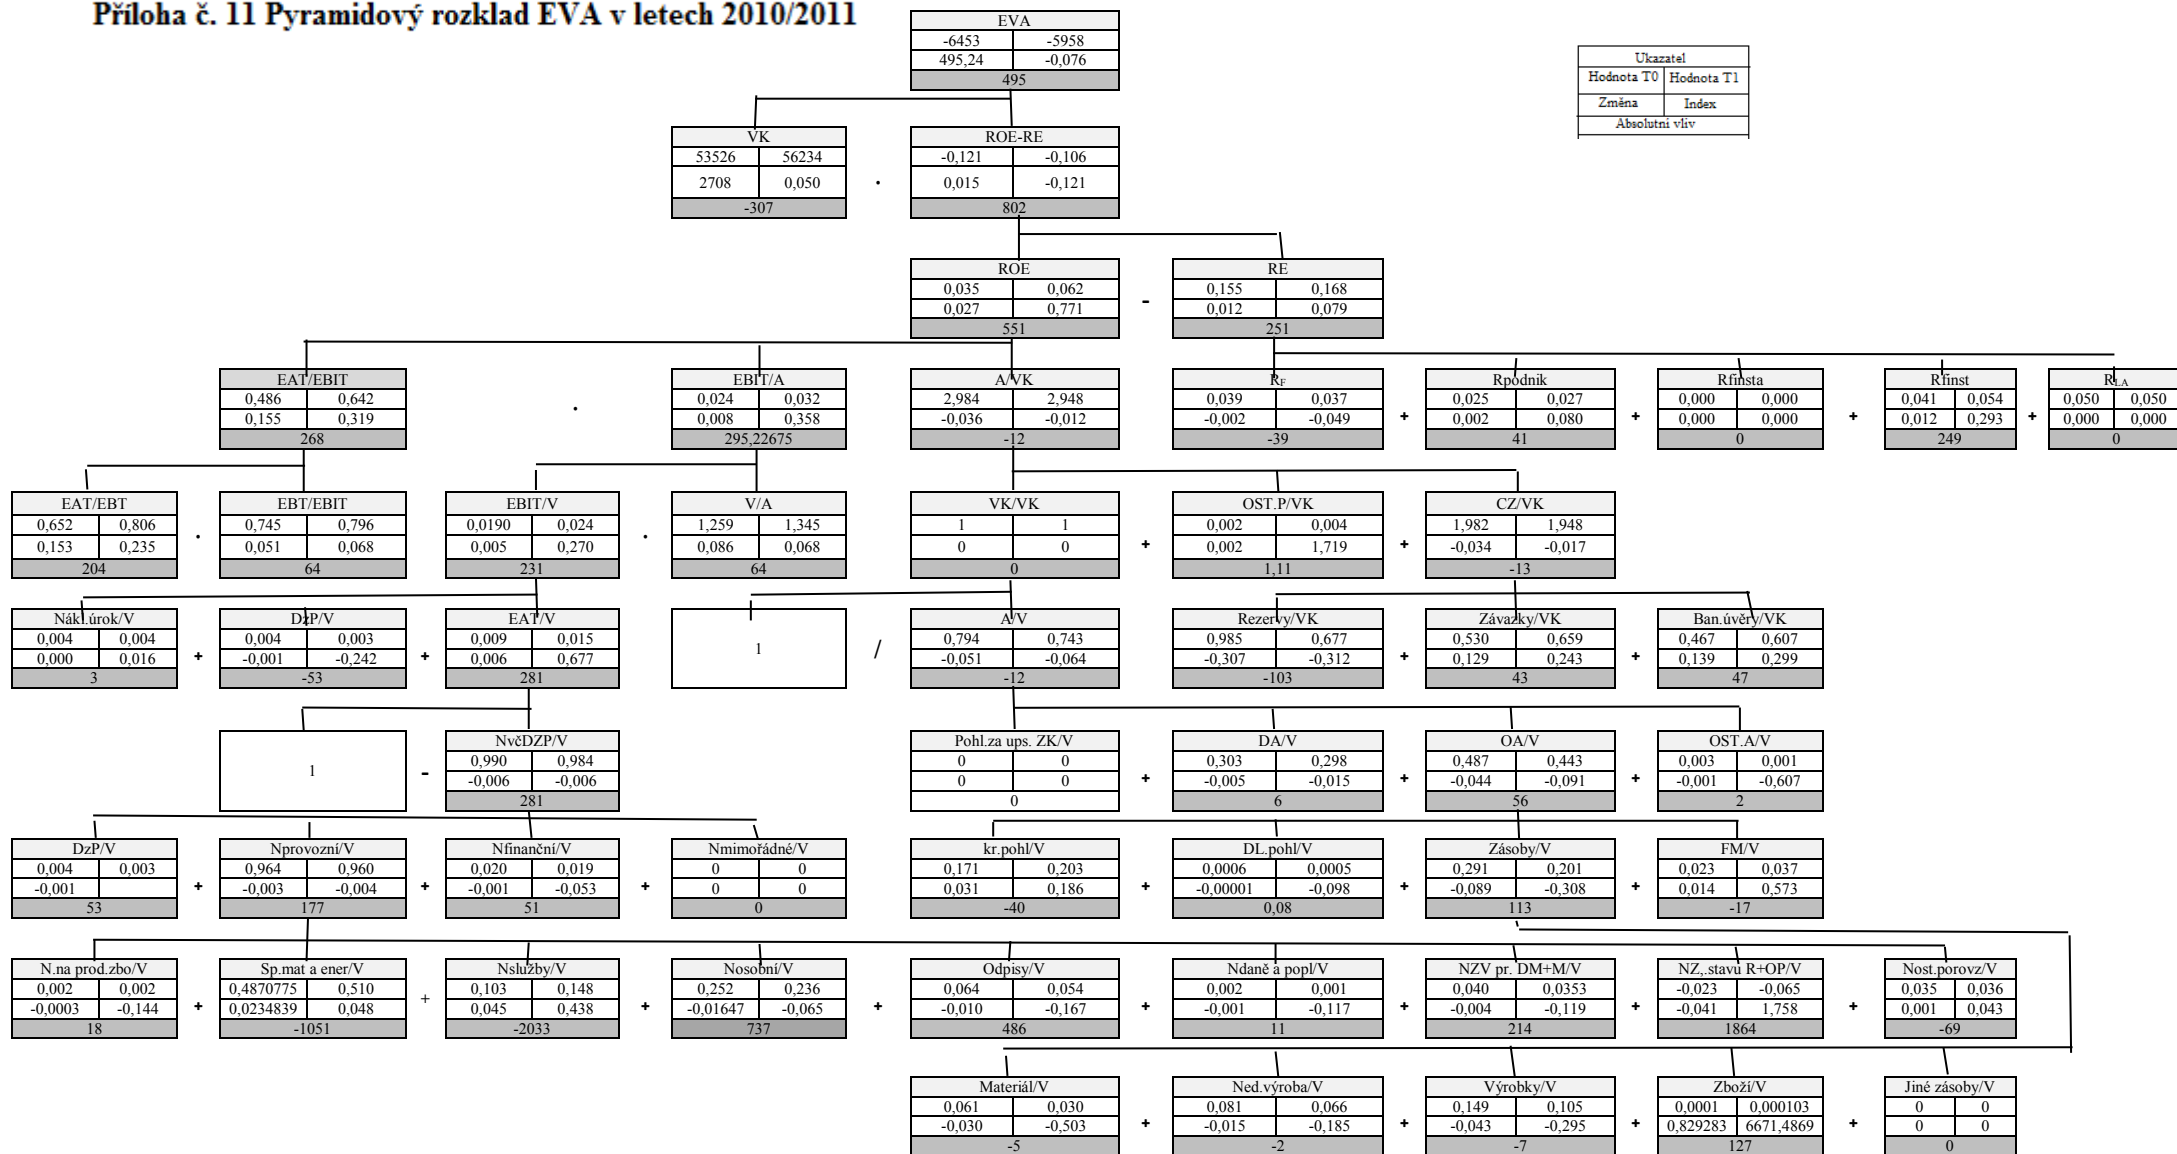 Příloha č. 11 Pyramidový rozklad EVA v letech 2010/2011
EVA
-6453 -5958
495,24 -0,076
495
Ukazatel
Hodnota T0 Hodnota T1
Změna Index
Absolutní vliv
VK ROE-RE
53526 56234 -0,121 -0,106
2708 0,050 . 0,015 -0,121
-307 802
ROE RE
0,035 0,062 0,155 0,168
0,027 0,771 - 0,012 0,079
551 251
EAT/EBIT EBIT/A A/VK RF Rpodnik Rfinsta Rfinst RLA
0,486 0,642 0,024 0,032 2,984 2,948 0,039 0,037 0,025 0,027 0,000 0,000 0,041 0,054 0,050 0,050
0,155 0,319 . 0,008 0,358 -0,036 -0,012 -0,002 -0,049 + 0,002 0,080 + 0,000 0,000 + 0,012 0,293 + 0,000 0,000
268 295,22675 -12 -39 41 0 249 0
EAT/EBT EBT/EBIT EBIT/V V/A VK/VK OST.P/VK CZ/VK
0,652 0,806 0,745 0,796 0,0190 0,024 1,259 1,345 1 1 0,002 0,004 1,982 1,948
0,153 0,235 . 0,051 0,068 0,005 0,270 . 0,086 0,068 0 0 + 0,002 1,719 + -0,034 -0,017
204 64 231 64 0 1,11 -13
Nákl.úrok/V DzP/V EAT/V A/V Rezervy/VK Závazky/VK Ban.úvěry/VK
0,004 0,004 0,004 0,003 0,009 0,015 1 / 0,794 0,743 0,985 0,677 0,530 0,659 0,467 0,607
0,000 0,016 + -0,001 -0,242 + 0,006 0,677 -0,051 -0,064 -0,307 -0,312 + 0,129 0,243 + 0,139 0,299
3 -53 281 -12 -103 43 47
NvčDZP/V Pohl.za ups. ZK/V DA/V OA/V OST.A/V
1 - 0,990 0,984 0 0 0,303 0,298 0,487 0,443 0,003 0,001
-0,006 -0,006 0 0 + -0,005 -0,015 + -0,044 -0,091 + -0,001 -0,607
281 0 6 56 2
DzP/V Nprovozní/V Nfinanční/V Nmimořádné/V kr.pohl/V DL.pohl/V Zásoby/V FM/V
0,004 0,003 0,964 0,960 0,020 0,019 0 0 0,171 0,203 0,0006 0,0005 0,291 0,201 0,023 0,037
-0,001 + -0,003 -0,004 + -0,001 -0,053 + 0 0 0,031 0,186 + -0,00001 -0,098 + -0,089 -0,308 + 0,014 0,573
53 177 51 0 -40 0,08 113 -17
N.na prod.zbo/V Sp.mat a ener/V Nslužby/V Nosobní/V Odpisy/V Ndaně a popl/V NZV pr. DM+M/V NZ,.stavu R+OP/V Nost.porovz/V
0,002 0,002 0,4870775 0,510 0,103 0,148 0,252 0,236 0,064 0,054 0,002 0,001 0,040 0,0353 -0,023 -0,065 0,035 0,036
-0,0003 -0,144 + 0,0234839 0,048 + 0,045 0,438 + -0,01647 -0,065 + -0,010 -0,167 + -0,001 -0,117 + -0,004 -0,119 + -0,041 1,758 + 0,001 0,043
18 -1051 -2033 737 486 11 214 1864 -69
Materiál/V Ned.výroba/V Výrobky/V Zboží/V Jiné zásoby/V
0,061 0,030 0,081 0,066 0,149 0,105 0,0001 0,000103 0 0
-0,030 -0,503 + -0,015 -0,185 + -0,043 -0,295 + 0,829283 6671,4869 + 0 0
-5 -2 -7 127 0